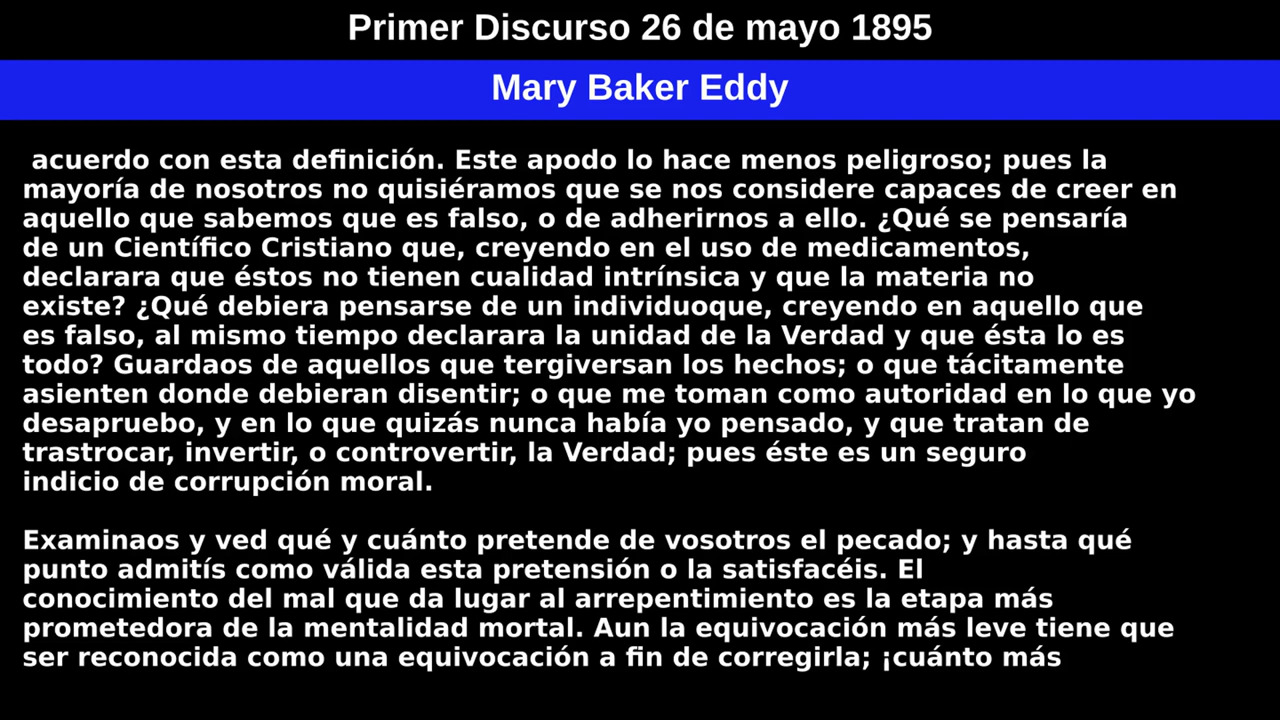 Primer Discurso 26 de mayo 1895
Mary Baker Eddy
acuerdo con esta definición. Este apodo lo hace menos peligroso; pues la
mayoría de nosotros no quisiéramos que se nos considere capaces de creer en
aquello que sabemos que es falso, o de adherirnos a ello. ¿Qué se pensaría
de un Científico Cristiano que, creyendo en el uso de medicamentos,
declarara que éstos no tienen cualidad intrínsica y que la materia no
existe? ¿Qué debiera pensarse de un individuoque, creyendo en aquello que
es falso, al mismo tiempo declarara la unidad de la Verdad y que ésta lo es
todo? Guardaos de aquellos que tergiversan los hechos; o que tácitamente
asienten donde debieran disentir; o que me toman como autoridad en lo que yo
desapruebo, y en lo que quizás nunca había yo pensado, y que tratan de
trastrocar, invertir, o controvertir, la Verdad; pues éste es un seguro
indicio de corrupción moral.
Examinaos y ved qué y cuánto pretende de vosotros el pecado; y hasta qué
punto admitís como válida esta pretensión o la satisfacéis. El
conocimiento del mal que da lugar al arrepentimiento es la etapa más
prometedora de la mentalidad mortal. Aun la equivocación más leve tiene que
ser reconocida como una equivocación a fin de corregirla; ¡cuánto más